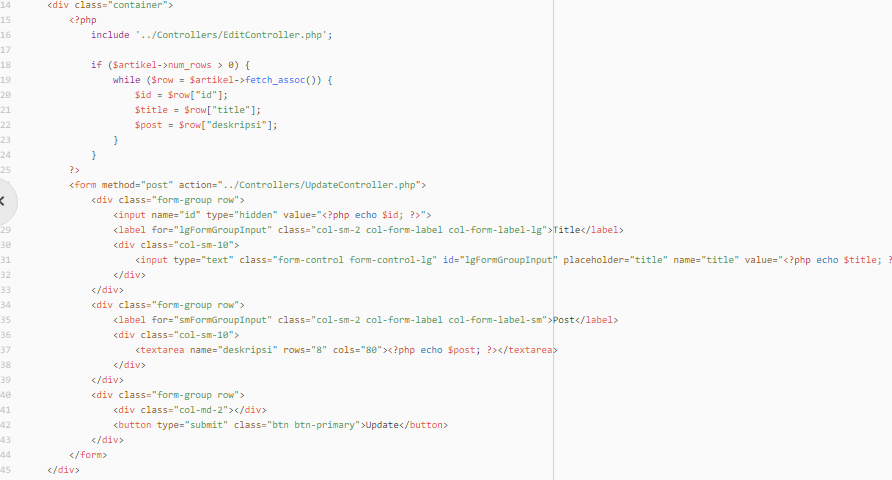 14 <div class="container">
15 <?php
16 include '../Controllers/EditController.php';
17
18 if ($artikel->num_rows > 0) {
19 while ($row = $artikel->fetch_assoc()) {
20 $id = $row["id"];
21 $title = $row["title"];
22 $post = $row["deskripsi"];
23 }
24 }
25 ?>
<form method="post" action="../Controllers/UpdateController.php">
<div class="form-group row">
<input name="id" type="hidden" value="<?php echo $id; ?>">
29 <label for="lgFormGroupInput" class="col-sm-2 col-form-label col-form-label-lg">Title</label>
30 <div class="col-sm-10">
31 <input type="text" class="form-control form-control-lg" id="lgFormGroupInput" placeholder="title" name="title" value="<?php echo $title; ?
32 </div>
33 </div>
34 <div class="form-group row">
35 <label for="smFormGroupInput" class="col-sm-2 col-form-label col-form-label-sm">Post</label>
36 <div class="col-sm-10">
37 <textarea name="deskripsi" rows="8" cols="80"><?php echo $post; ?></textarea>
38 </div>
39 </div>
40 <div class="form-group row">
41 <div class="col-md-2"></div>
42 <button type="submit" class="btn btn-primary">Update</button>
43 </div>
44 </form>
45 </div>